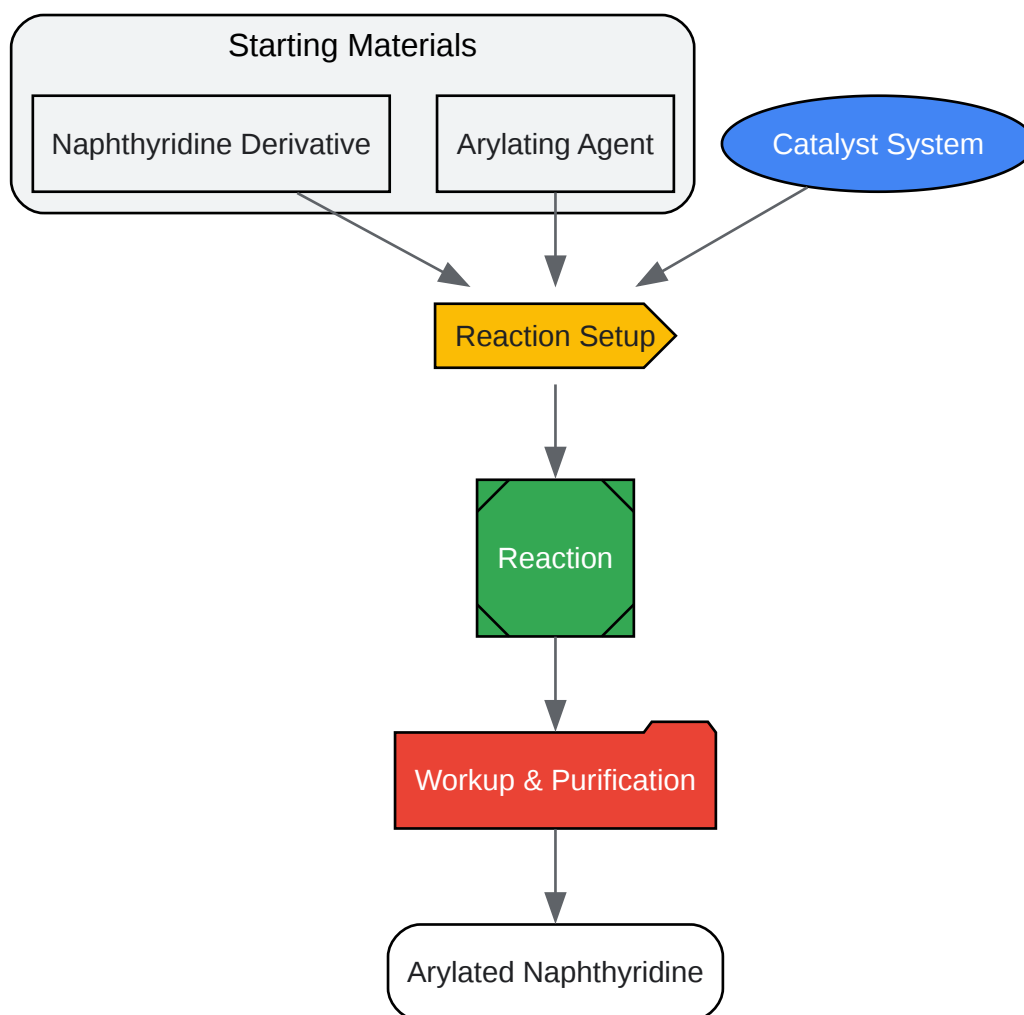 Starting Materials
Naphthyridine Derivative
Arylating Agent
Catalyst System
Reaction Setup
Reaction
Workup & Purification
Arylated Naphthyridine